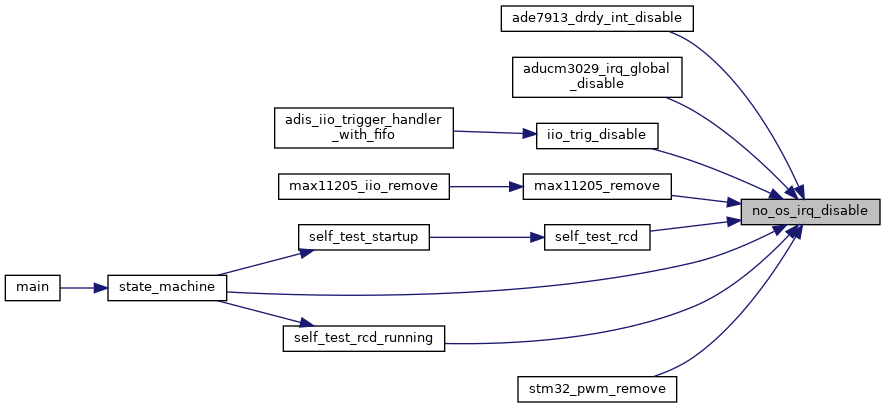 ade7913_drdy_int_disable
aducm3029_irq_global
_disable
adis_iio_trigger_handler
_with_fifo
iio_trig_disable
max11205_iio_remove
max11205_remove
no_os_irq_disable
self_test_startup
self_test_rcd
main
state_machine
self_test_rcd_running
stm32_pwm_remove